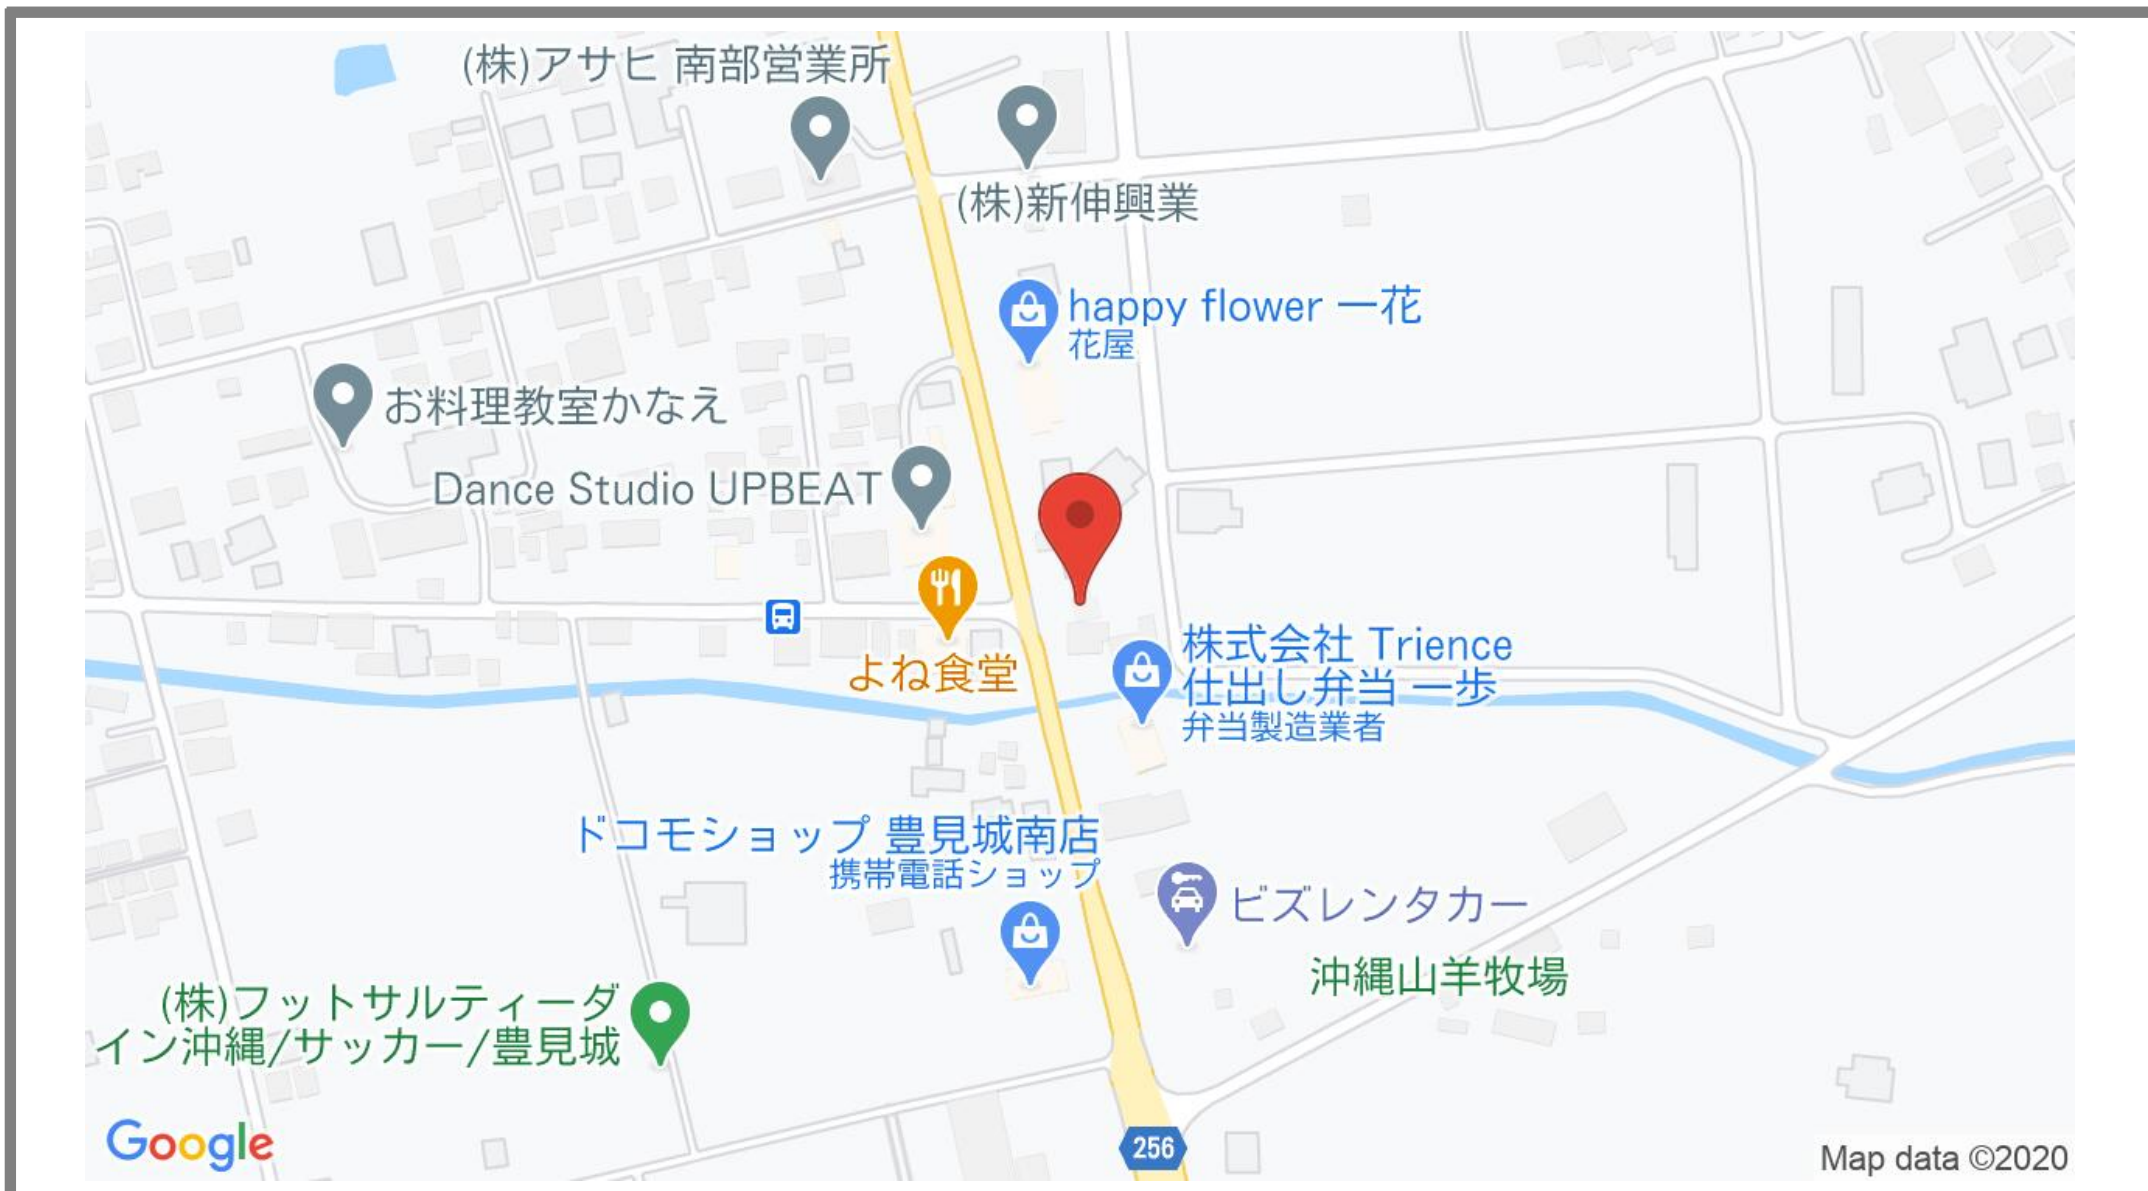 (株)アサヒ 南部営業所
(株)新伸興業
happy flower 一花
花屋
お料理教室かなえ
Dance Studio UPBEAT
よね食堂
株式会社 Trience
仕出し弁当 一歩
弁当製造業者
ドコモショップ 豊見城南店
携帯電話ショップ
ビズレンタカー
沖縄山羊牧場
(株)フットサルティーダ
イン沖縄/サッカー/豊見城
Google
256
Map data ©2020